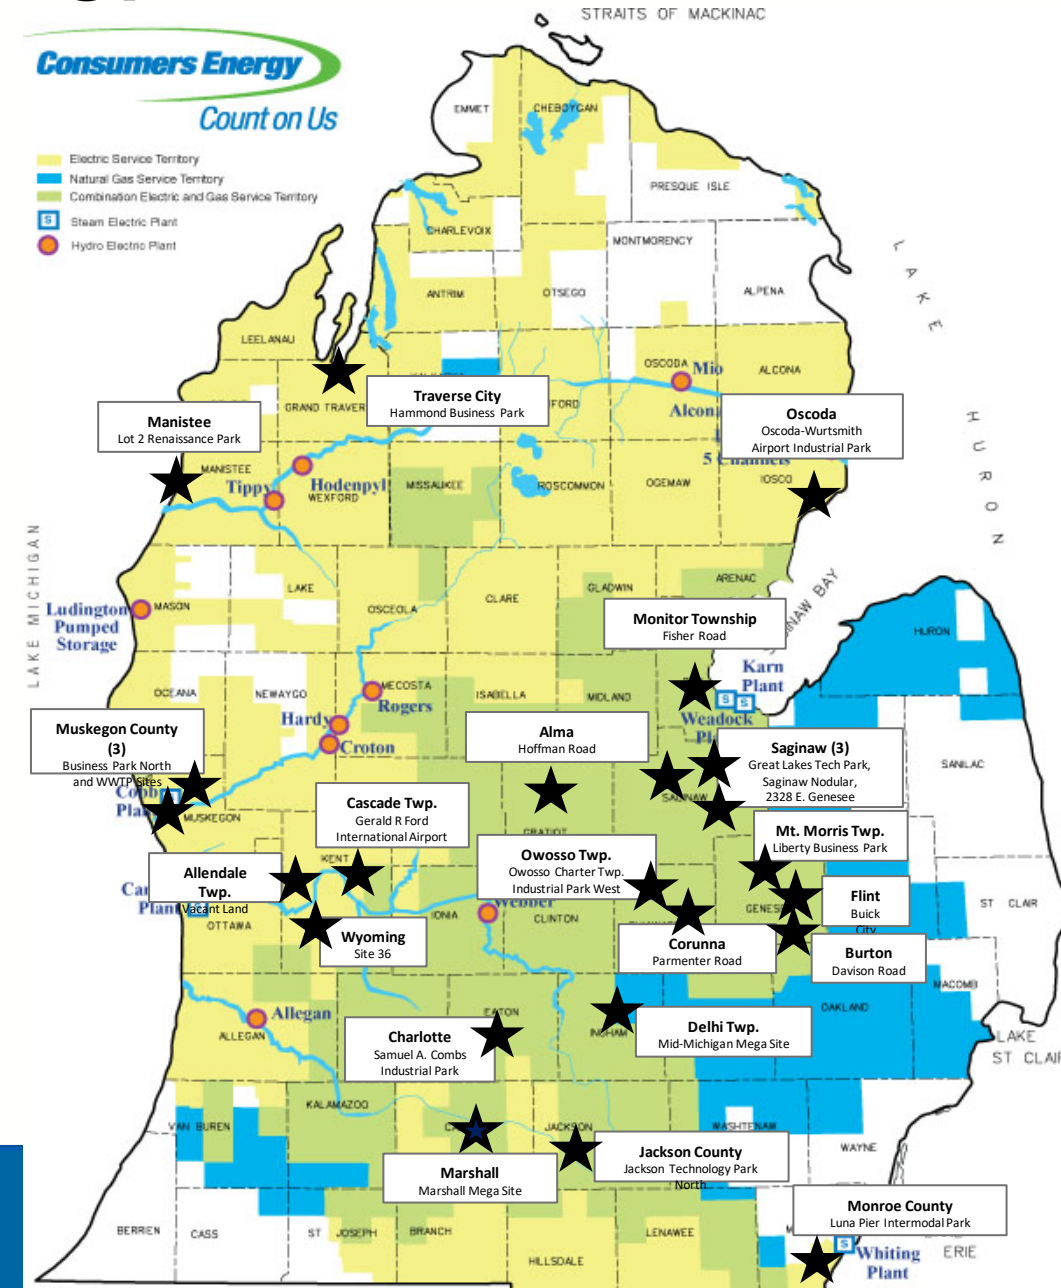 STRAITS OF MACKINAC
Consumers Energy
Count on Us
Electric Service Territory
Natural Gas Service Territory
Combination Electric and Gas Service Territory
S Steam Electric Plant
Hydro Electric Plant
EMMET
CHEBOYGAN
PRESQUE ISLE
CHARLEVOIX
MONTMORENCY
ANTRIM
OTSEGO
ALPENA
LAKE HURON
LEELANAU
OSCODA
Mio
ALCONA
GRAND TRAVER
Traverse City
Hammond Business Park
FORD
Alcona
Oscoda
Oscoda-Wurtsmith
Airport Industrial Park
5 Channels
IOSCO
Manistee
Lot 2 Renaissance Park
MANISTEE
Tippy
Hodenpyl
WEXFORD
MISSAUKEE
ROSCOMMON
OGEMAW
LAKE MICHIGAN
Ludington
Pumped
Storage
MASON
LAKE
OSCEOLA
CLARE
GLADWIN
ARENAC
INAW BAY
HURON
Monitor Township
Fisher Road
OCEANA
NEWAYGO
MECOSTA
Rogers
ISABELLA
MIDLAND
Karn
Plant
S S
Weadock
Pl
Hardy
Croton
Muskegon County
(3)
Business Park North
and WWTP Sites
Cobb
Plant
MUSKEGON
Alma
Hoffman Road
GRATIOT
Saginaw (3)
Great Lakes Tech Park,
Saginaw Nodular,
2328 E. Genesee
SAGINAW
SANILAC
Cascade Twp.
Gerald R Ford
International Airport
KENT
Mt. Morris Twp.
Liberty Business Park
Allendale
Twp.
Vacant Land
Plant
OTTAWA
Owosso Twp.
Owosso Charter Twp.
Industrial Park West
Webber
IONIA
CLINTON
GENES
Flint
Buick
City
ST CLAIR
Wyoming
Site 36
Corunna
Parmenter Road
Burton
Davison Road
MACOMB
OAKLAND
Allegan
ALLEGAN
EATON
Charlotte
Samuel A. Combs
Industrial Park
INGHAM
Delhi Twp.
Mid-Michigan Mega Site
LAKE
ST CLAIR
KALAMAZOO
VAN BUREN
JACKSON
WASHTENAW
WAYNE
Marshall
Marshall Mega Site
Jackson County
Jackson Technology Park
North
BERRIEN
CASS
ST JOSEPH
BRANCH
HILLSDALE
LENAWEE
Monroe County
Luna Pier Intermodal Park
S
Whiting
Plant
ERIE